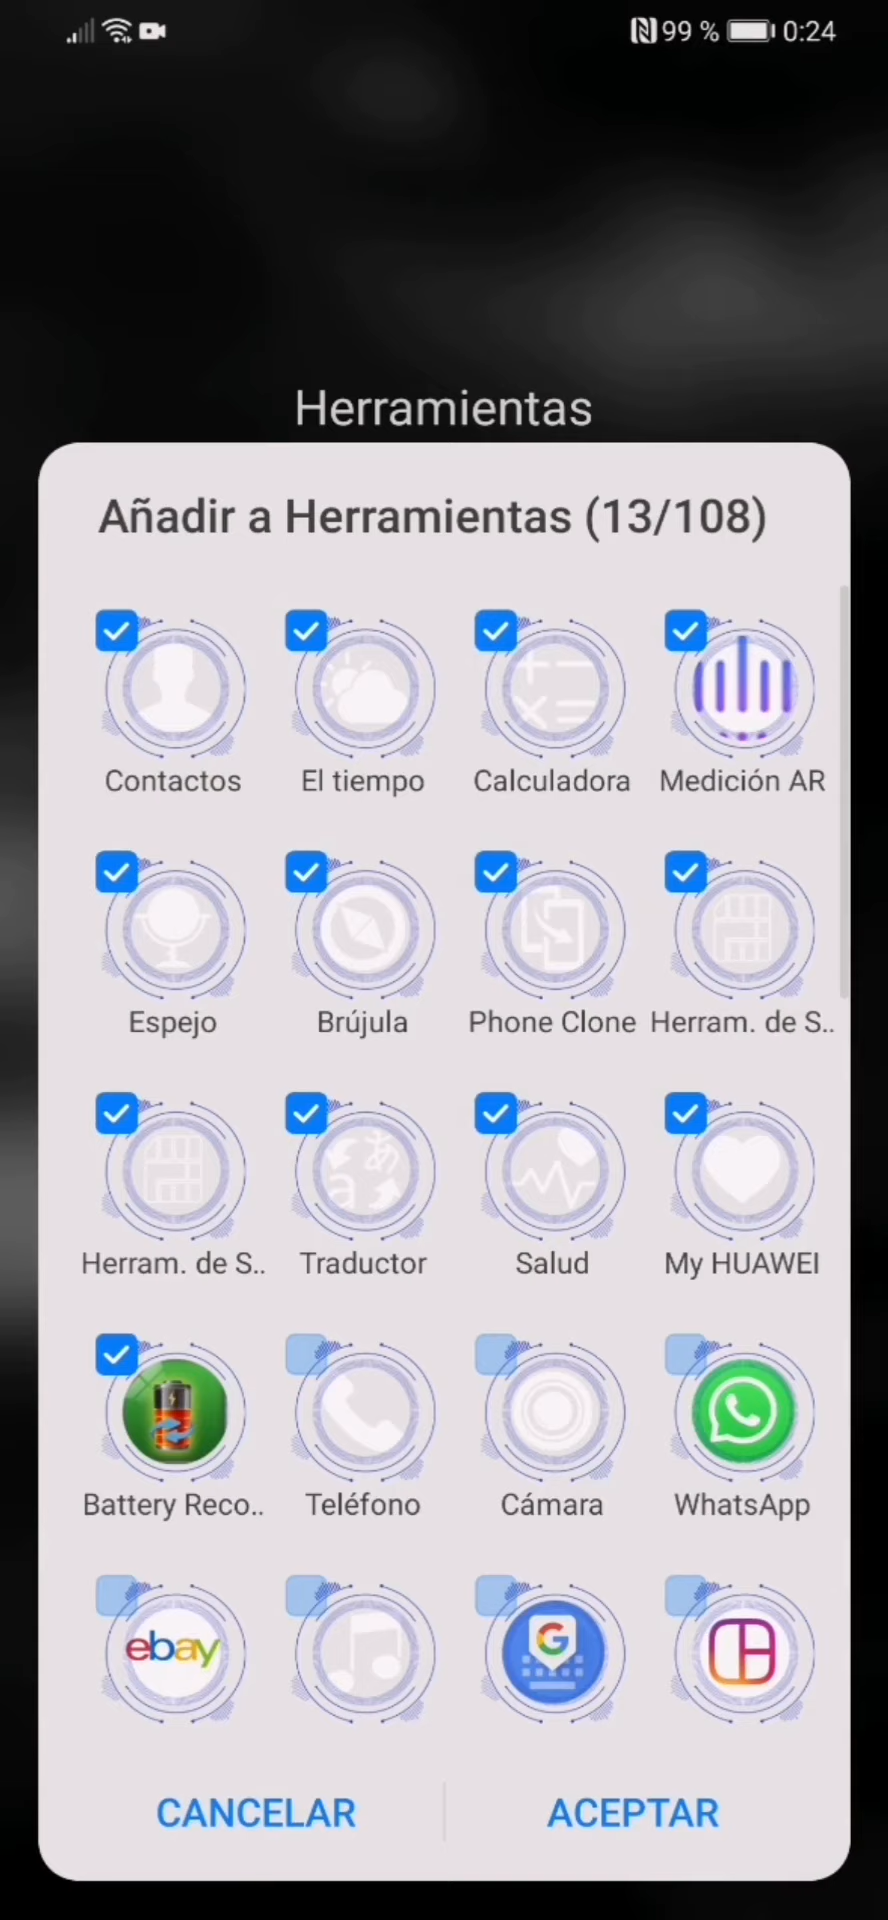 99 % 0:24
Herramientas
Añadir a Herramientas (13/108)
Contactos El tiempo Calculadora Medición AR
Espejo Brújula Phone Clone Herram. de S..
Herram. de S.. Traductor Salud My HUAWEI
Battery Reco.. Teléfono Cámara WhatsApp
ebay
CANCELAR ACEPTAR